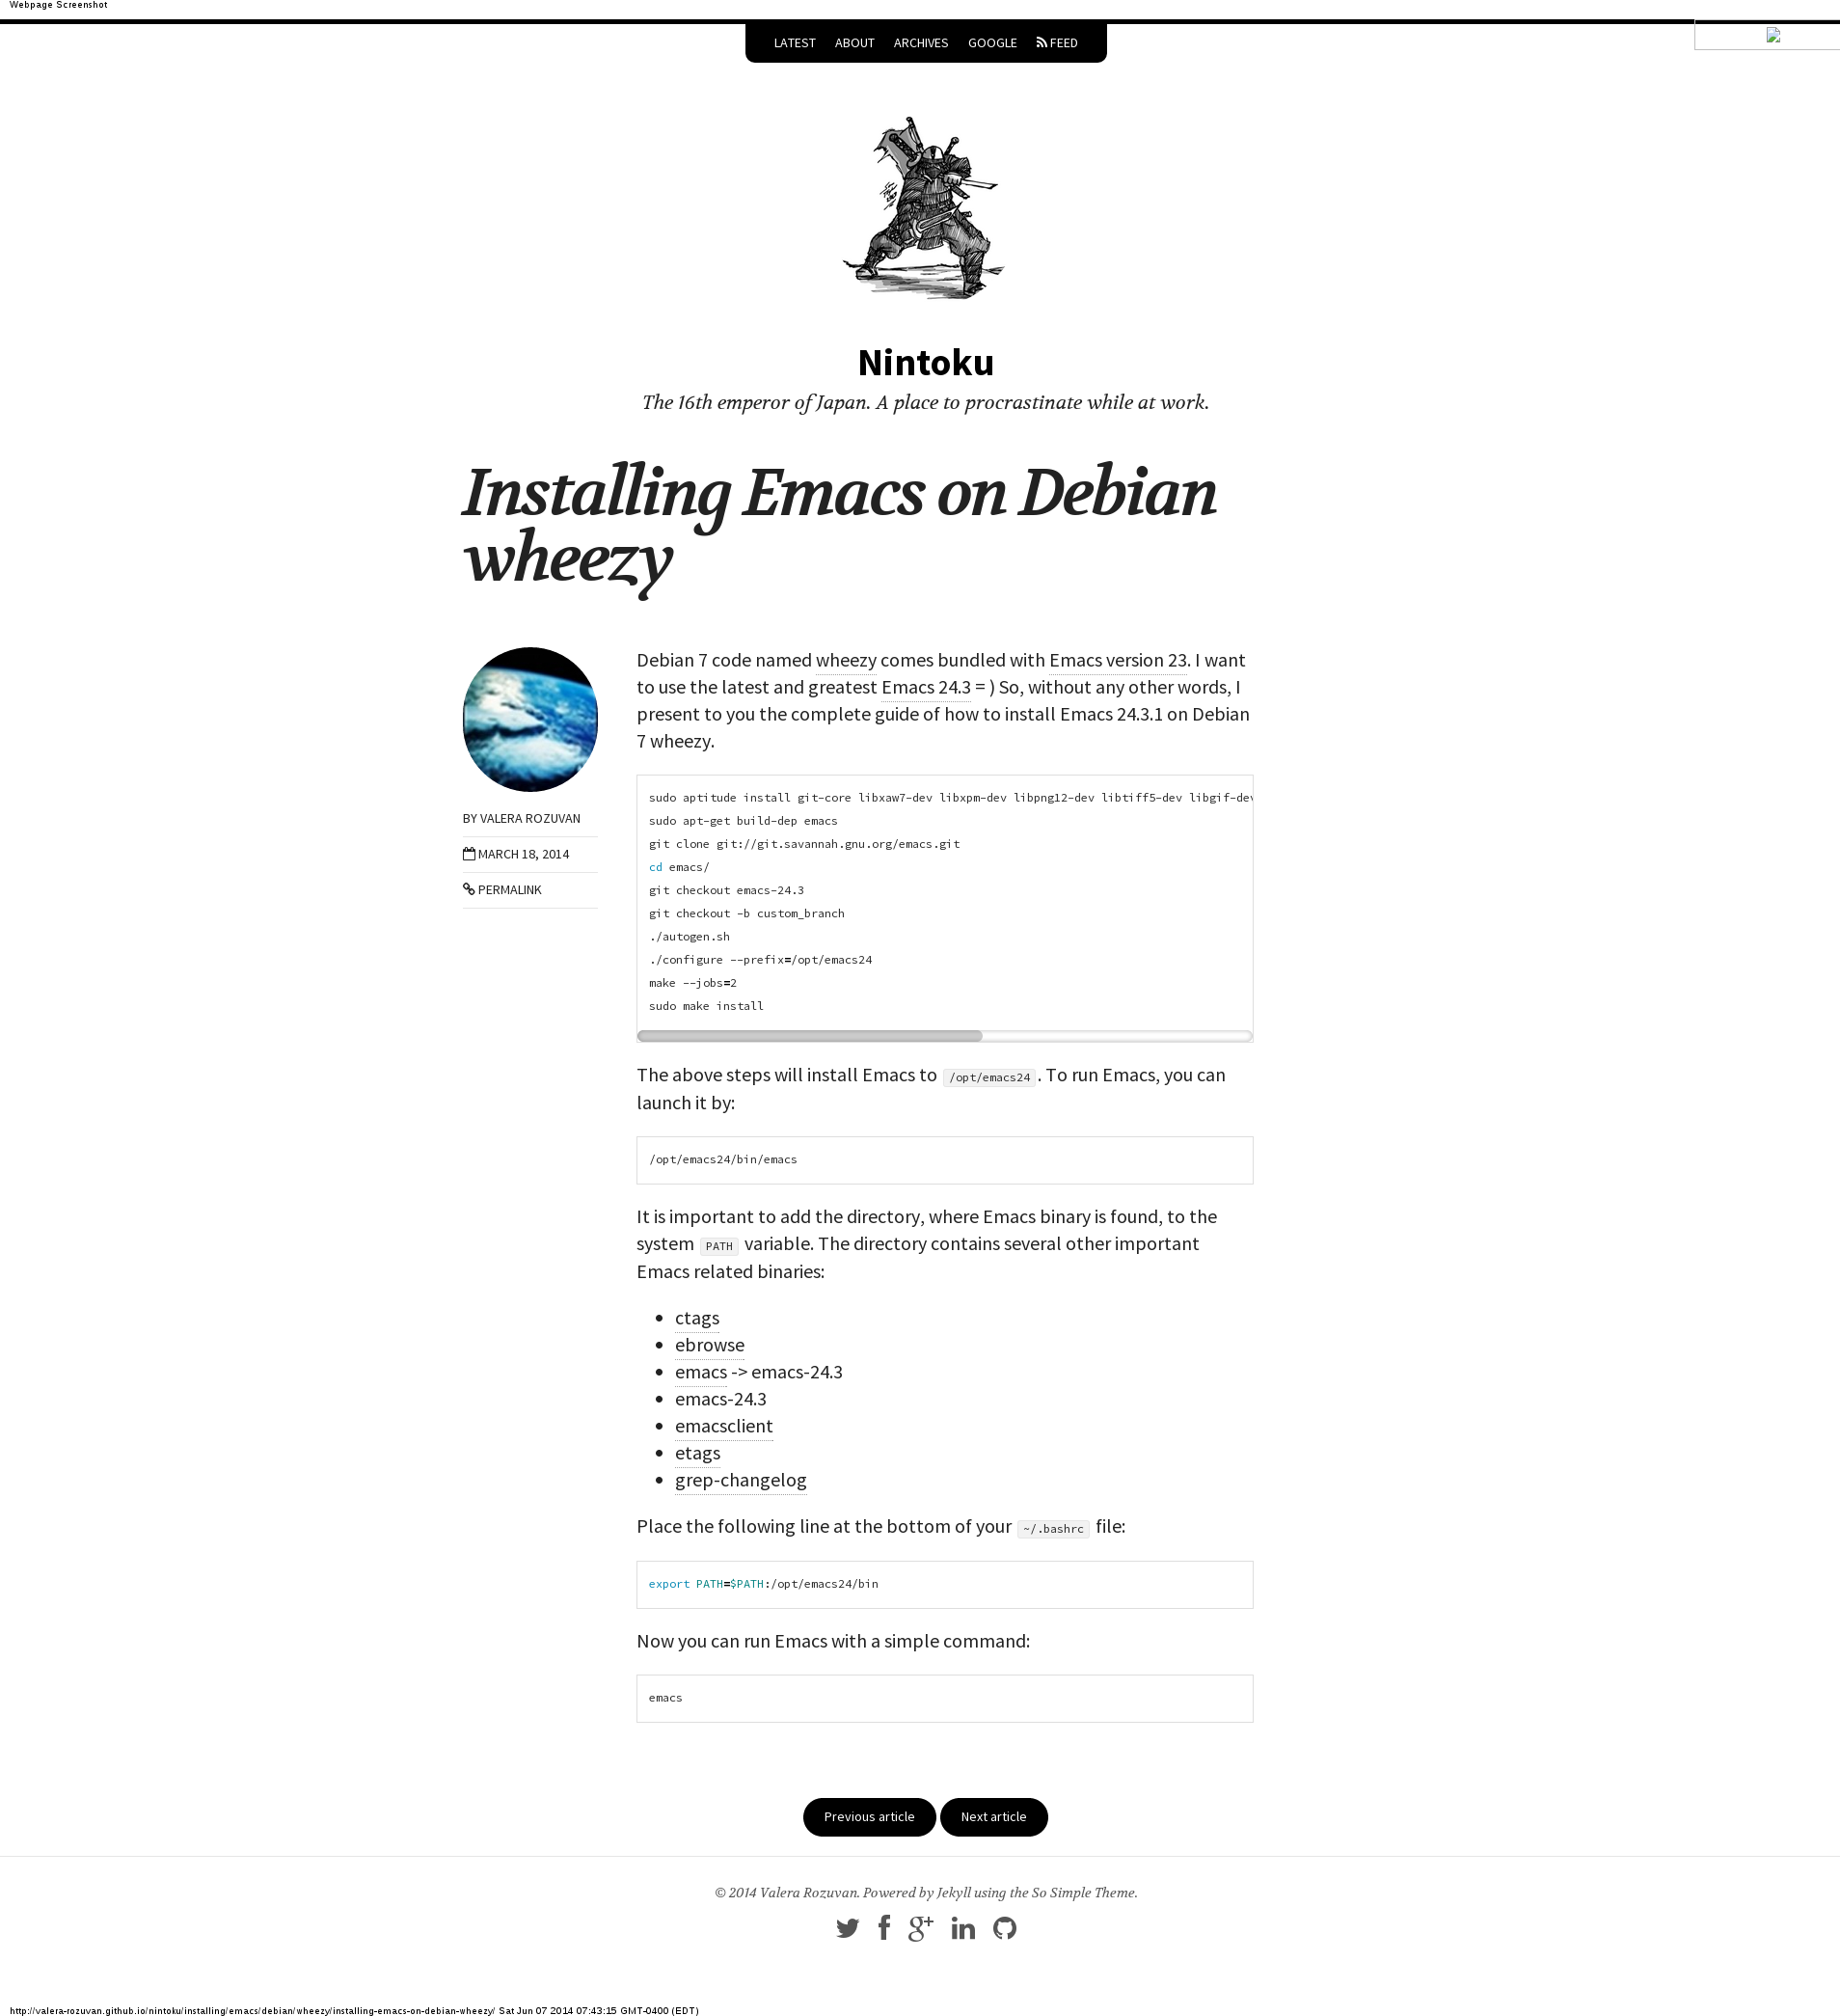 Webpage Screenshot
LATEST ABOUT ARCHIVES GOOGLE FEED
Nintoku
The 16th emperor of Japan. A place to procrastinate while at work.
Installing Emacs on Debian
wheezy
BY VALERA ROZUVAN
MARCH 18, 2014
PERMALINK
Debian 7 code named wheezy comes bundled with Emacs version 23. I want
to use the latest and greatest Emacs 24.3 = ) So, without any other words, I
present to you the complete guide of how to install Emacs 24.3.1 on Debian
7 wheezy.
sudo aptitude install git-core libxaw7-dev libxpm-dev libpng12-dev libtiff5-dev libgif-dev
sudo apt-get build-dep emacs
git clone git://git.savannah.gnu.org/emacs.git
cd emacs/
git checkout emacs-24.3
git checkout -b custom_branch
./autogen.sh
./configure --prefix=/opt/emacs24
make --jobs=2
sudo make install
The above steps will install Emacs to /opt/emacs24. To run Emacs, you can
launch it by:
/opt/emacs24/bin/emacs
It is important to add the directory, where Emacs binary is found, to the
system PATH variable. The directory contains several other important
Emacs related binaries:
• ctags
• ebrowse
• emacs -> emacs-24.3
• emacs-24.3
• emacsclient
• etags
• grep-changelog
Place the following line at the bottom of your ~/.bashrc file:
export PATH=$PATH:/opt/emacs24/bin
Now you can run Emacs with a simple command:
emacs
Previous article Next article
© 2014 Valera Rozuvan. Powered by Jekyll using the So Simple Theme.
http://valera-rozuvan.github.io/nintoku/installing/emacs/debian/wheezy/installing-emacs-on-debian-wheezy/ Sat Jun 07 2014 07:43:15 GMT-0400 (EDT)